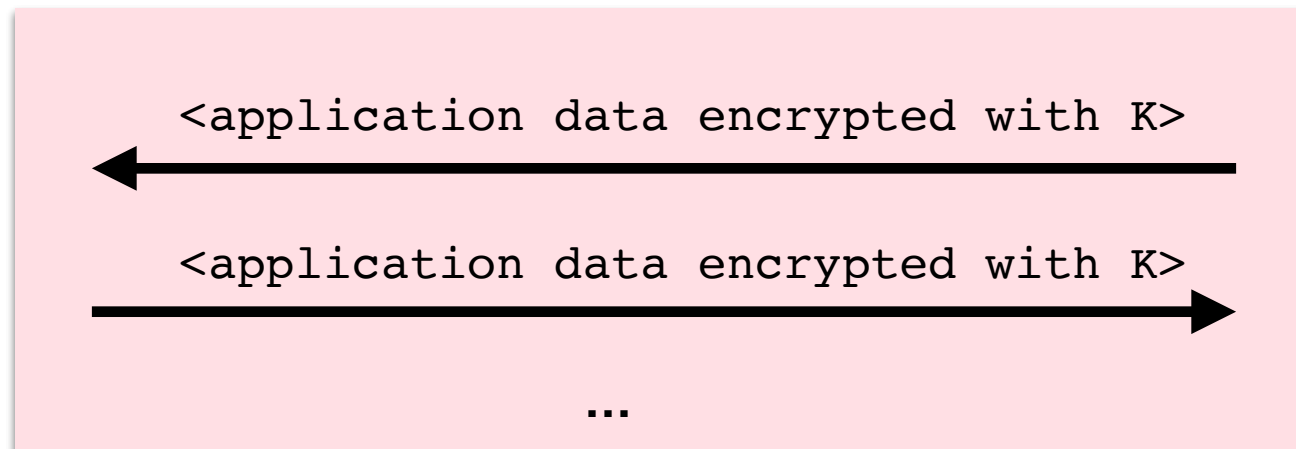 <application data encrypted with K>
<application data encrypted with K>
...